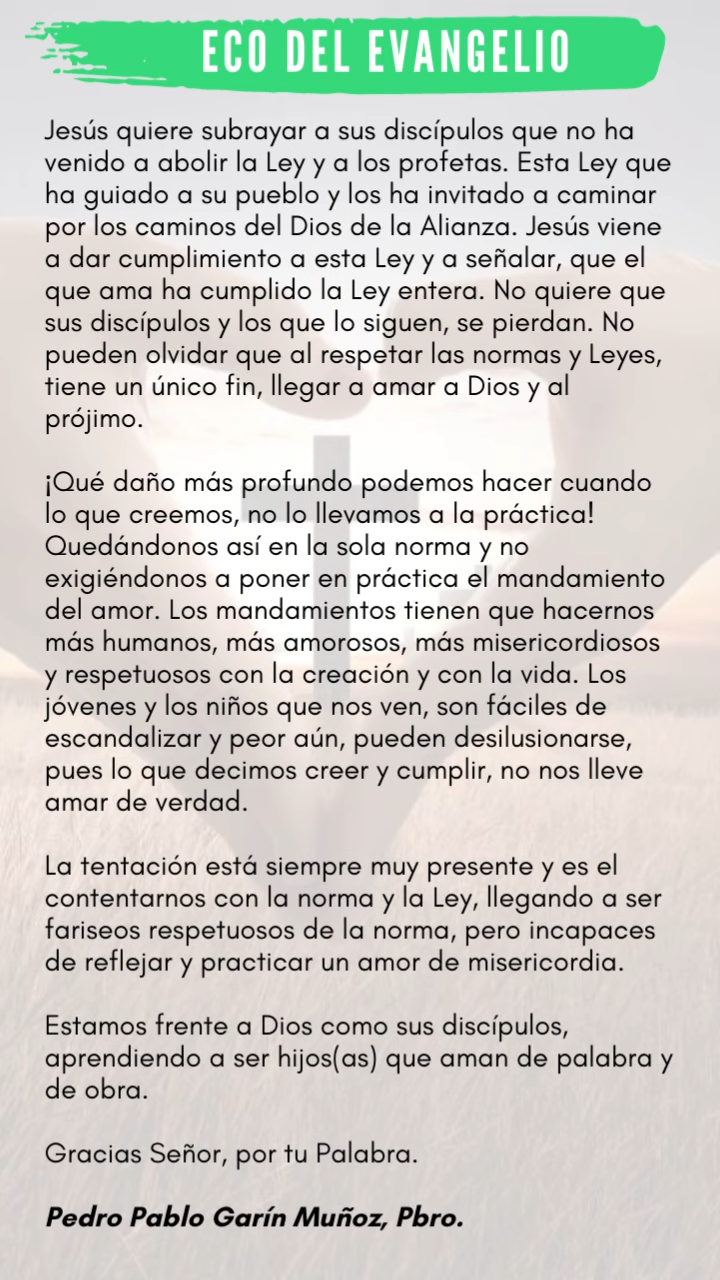 ECO DEL EVANGELIO
Jesús quiere subrayar a sus discípulos que no ha
venido a abolir la Ley y a los profetas. Esta Ley que
ha guiado a su pueblo y los ha invitado a caminar
por los caminos del Dios de la Alianza. Jesús viene
a dar cumplimiento a esta Ley y a señalar, que el
que ama ha cumplido la Ley entera. No quiere que
sus discípulos y los que lo siguen, se pierdan. No
pueden olvidar que al respetar las normas y Leyes,
tiene un único fin, llegar a amar a Dios y al
prójimo.
¡Qué daño más profundo podemos hacer cuando
lo que creemos, no lo llevamos a la práctica!
Quedándonos así en la sola norma y no
exigiéndonos a poner en práctica el mandamiento
del amor. Los mandamientos tienen que hacernos
más humanos, más amorosos, más misericordiosos
y respetuosos con la creación y con la vida. Los
jóvenes y los niños que nos ven, son fáciles de
escandalizar y peor aún, pueden desilusionarse,
pues lo que decimos creer y cumplir, no nos lleve
amar de verdad.
La tentación está siempre muy presente y es el
contentarnos con la norma y la Ley, llegando a ser
fariseos respetuosos de la norma, pero incapaces
de reflejar y practicar un amor de misericordia.
Estamos frente a Dios como sus discípulos,
aprendiendo a ser hijos(as) que aman de palabra y
de obra.
Gracias Señor, por tu Palabra.
Pedro Pablo Garín Muñoz, Pbro.